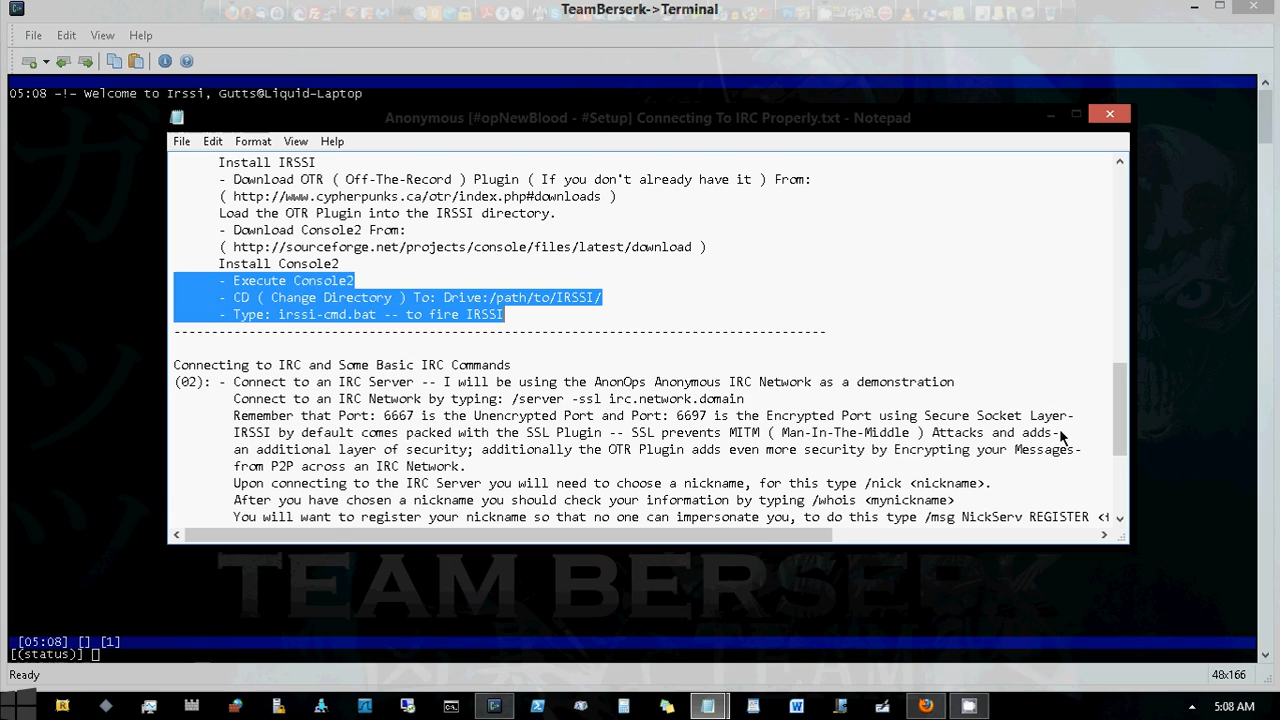 TeamBerserk->Terminal
File Edit View Help
05:08 -!- Welcome to Irssi, Gutts@Liquid-Laptop
Anonymous [#opNewBlood - #Setup] Connecting To IRC Properly.txt - Notepad
File Edit Format View Help
Install IRSSI
- Download OTR ( Off-The-Record ) Plugin ( If you don't already have it ) From:
( http://www.cypherpunks.ca/otr/index.php#downloads )
Load the OTR Plugin into the IRSSI directory.
- Download Console2 From:
( http://sourceforge.net/projects/console/files/latest/download )
Install Console2
- Execute Console2
- CD ( Change Directory ) To: Drive:/path/to/IRSSI/
- Type: irssi-cmd.bat -- to fire IRSSI
---------------------------------------------------------------------------------------
Connecting to IRC and Some Basic IRC Commands
(02): - Connect to an IRC Server -- I will be using the AnonOps Anonymous IRC Network as a demonstration
Connect to an IRC Network by typing: /server -ssl irc.network.domain
Remember that Port: 6667 is the Unencrypted Port and Port: 6697 is the Encrypted Port using Secure Socket Layer-
IRSSI by default comes packed with the SSL Plugin -- SSL prevents MITM ( Man-In-The-Middle ) Attacks and adds-
an additional layer of security; additionally the OTR Plugin adds even more security by Encrypting your Messages-
from P2P across an IRC Network.
Upon connecting to the IRC Server you will need to choose a nickname, for this type /nick <nickname>.
After you have chosen a nickname you should check your information by typing /whois <mynickname>
You will want to register your nickname so that no one can impersonate you, to do this type /msg NickServ REGISTER
ガッツ
TEAM BERSERK
[05:08] [] [1]
[(status)]
Ready
48x166
5:08 AM